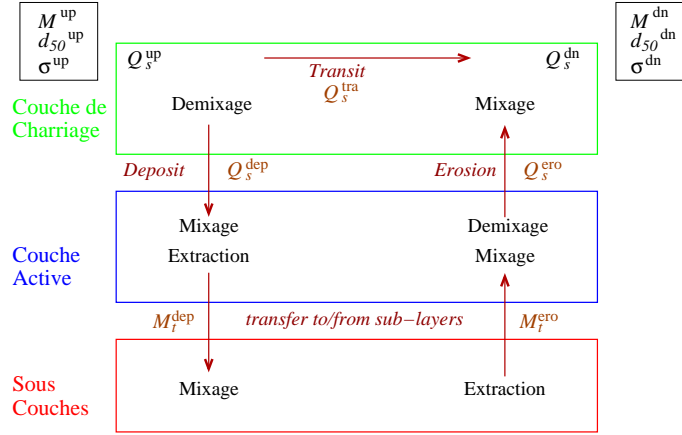 M^up
d_50^up
σ^up
M^dn
d_50^dn
σ^dn
Q_s^up
Transit
Q_s^tra
Q_s^dn
Couche de
Charriage
Demixage
Mixage
Deposit
Q_s^dep
Erosion
Q_s^ero
Couche
Active
Mixage
Extraction
Demixage
Mixage
M_t^dep
transfer to/from sub-layers
M_t^ero
Sous
Couches
Mixage
Extraction